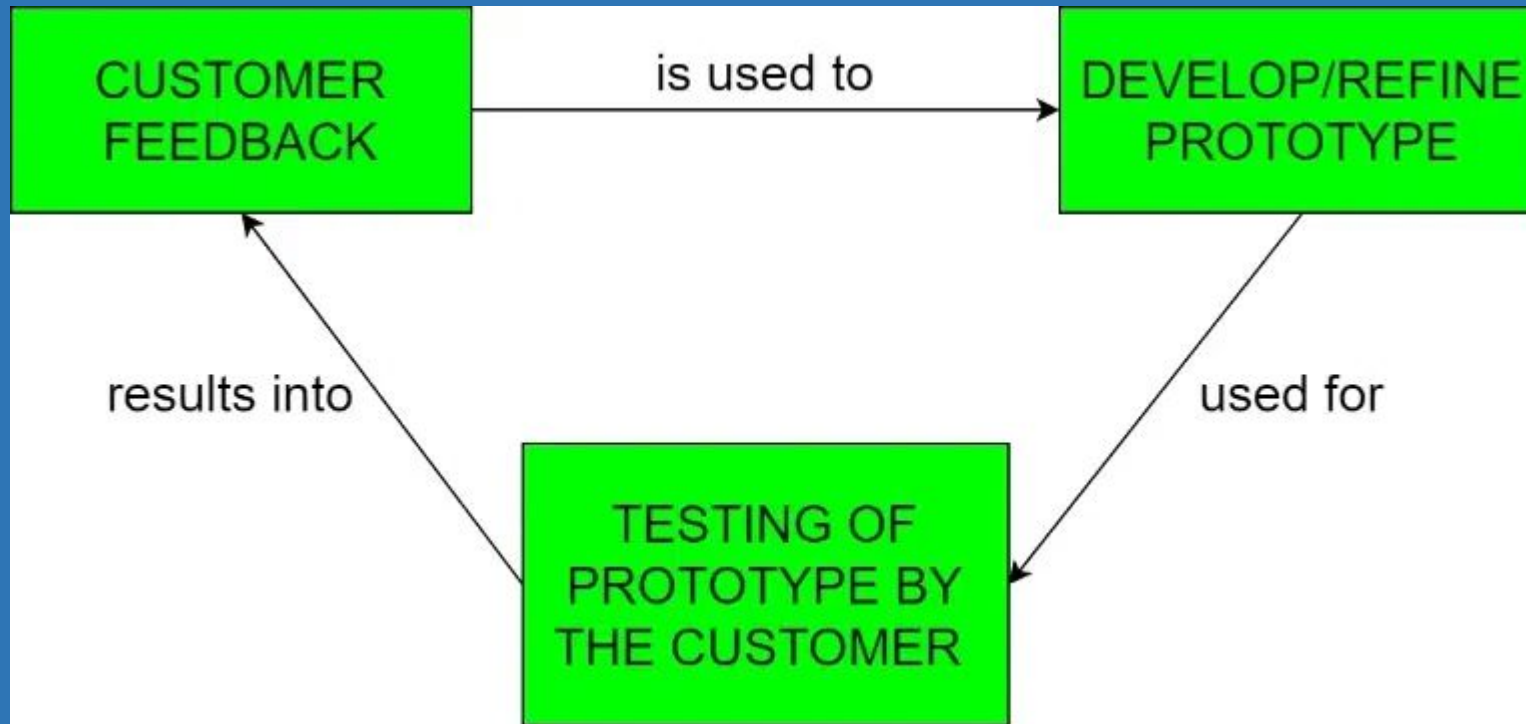 CUSTOMER
FEEDBACK
is used to
DEVELOP/REFINE
PROTOTYPE
results into
used for
TESTING OF
PROTOTYPE BY
THE CUSTOMER